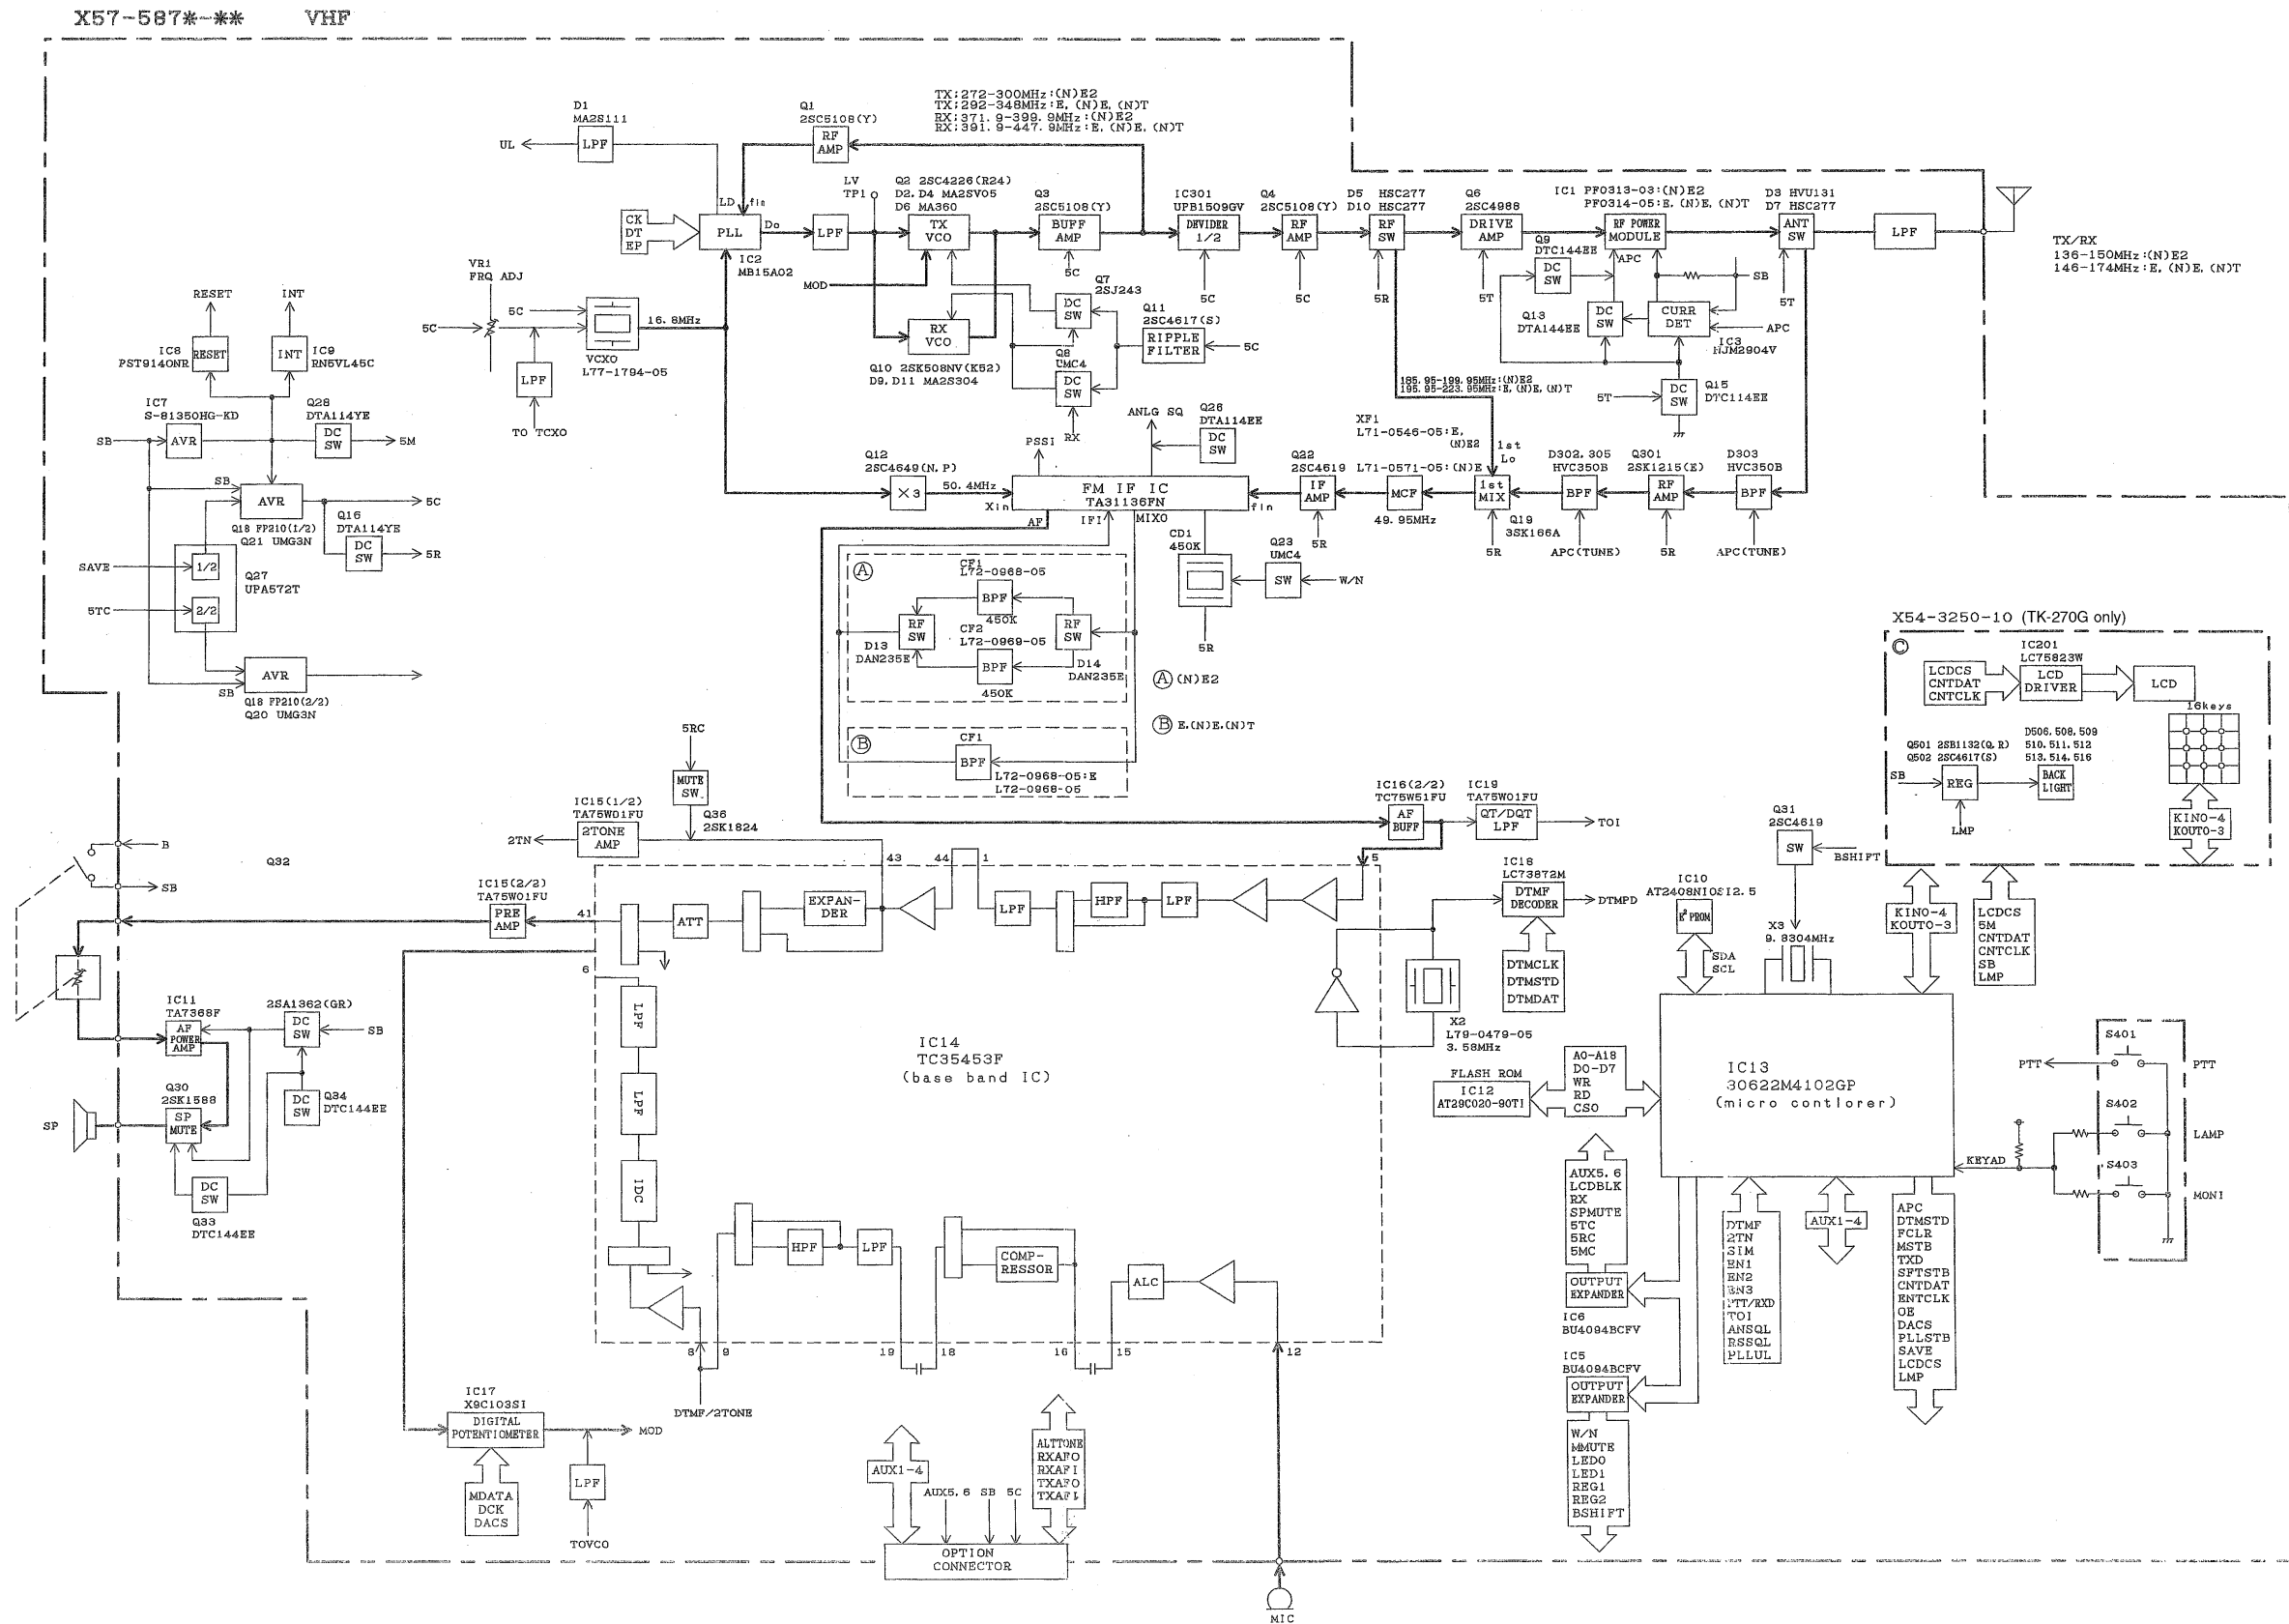 X57-587*-** VHF
TX:272-300MHz:(N)E2
TX:292-348MHz:E, (N)E, (N)T
RX:371.9-399.9MHz:(N)E2
RX:391.9-447.9MHz:E, (N)E, (N)T
D1
MA2S111
UL
LPF
Q1
2SC5108(Y)
RF
AMP
LV
TP1
Q2 2SC4226(R24)
D2, D4 MA2SV05
D6 MA360
TX
VCO
Q3
2SC5108(Y)
BUFF
AMP
5C
IC301
UPB1509GV
DEVIDER
1/2
5C
Q4
2SC5108(Y)
RF
AMP
5C
D5 HSC277
D10 HSC277
RF
SW
5R
Q6
2SC4988
DRIVE
AMP
5T
IC1 PF0313-03:(N)E2
PF0314-05:E, (N)E, (N)T
RF POWER
MODULE
D3 HVU131
D7 HSC277
ANT
SW
5T
LPF
TX/RX
136-150MHz:(N)E2
146-174MHz:E, (N)E, (N)T
CK
DT
EP
LD
fin
PLL
Do
IC2
MB15A02
LPF
MOD
VR1
FRQ ADJ
5C
5C
16.8MHz
VCXO
L77-1794-05
LPF
TO TCXO
RX
VCO
Q10 2SK508NV(K52)
D9, D11 MA2S304
Q7
2SJ243
DC
SW
Q8
UMC4
DC
SW
RX
Q11
2SC4617(S)
RIPPLE
FILTER
5C
Q9
DTC144EE
DC
SW
APC
SB
Q13
DTA144EE
DC
SW
CURR
DET
APC
IC3
NJM2904V
5T
DC
SW
Q15
DTC114EE
185.95-199.95MHz:(N)E2
195.95-223.95MHz:E, (N)E, (N)T
RESET
INT
IC8
PST9140NR
RESET
INT
IC9
RN5VL45C
IC7
S-81350HG-KD
SB
AVR
Q28
DTA114YE
DC
SW
5M
SB
AVR
5C
Q18 FP210(1/2)
Q21 UMG3N
Q16
DTA114YE
DC
SW
5R
SAVE
1/2
Q27
UPA572T
5TC
2/2
SB
AVR
Q18 FP210(2/2)
Q20 UMG3N
Q12
2SC4649(N,P)
×3
50.4MHz
Xin
PSSI
ANLG SQ
Q26
DTA114EE
DC
SW
FM IF IC
TA31136FN
AF
IFI
MIXO
fin
Q22
2SC4619
IF
AMP
5R
XF1
L71-0546-05:E,
(N)E2
L71-0571-05:(N)E
MCF
49.95MHz
1st
Lo
1st
MIX
Q19
3SK166A
5R
D302,305
HVC350B
BPF
APC(TUNE)
Q301
2SK1215(E)
RF
AMP
5R
D303
HVC350B
BPF
APC(TUNE)
CD1
450K
5R
Q23
UMC4
SW
W/N
A
CF1
L72-0968-05
BPF
450K
CF2
L72-0969-05
BPF
450K
RF
SW
D13
DAN235E
RF
SW
D14
DAN235E
A (N)E2
B E,(N)E,(N)T
B
CF1
BPF
L72-0968-05:E
L72-0968-05
X54-3250-10 (TK-270G only)
C
LCDCS
CNTDAT
CNTCLK
IC201
LC75823W
LCD
DRIVER
LCD
16keys
Q501 2SB1132(Q,R)
Q502 2SC4617(S)
SB
REG
LMP
D506,508,509
510,511,512
513,514,516
BACK
LIGHT
KIN0-4
KOUT0-3
5RC
MUTE
SW
Q36
2SK1824
IC15(1/2)
TA75W01FU
2TN
2TONE
AMP
IC16(2/2)
TC75W51FU
AF
BUFF
IC19
TA75W01FU
QT/DQT
LPF
TOI
Q31
2SC4619
SW
BSHIFT
B
SB
Q32
IC15(2/2)
TA75W01FU
PRE
AMP
41
43
44
1
5
EXPAN-
DER
ATT
LPF
HPF
LPF
IC18
LC73872M
DTMF
DECODER
DTMPD
DTMCLK
DTMSTD
DTMDAT
IC10
AT2408N10SI2.5
E² PROM
SDA
SCL
X3
9.8304MHz
KIN0-4
KOUT0-3
LCDCS
5M
CNTDAT
CNTCLK
SB
LMP
6
LPF
LPF
IDC
IC14
TC35453F
(base band IC)
X2
L79-0479-05
3.58MHz
IC11
TA7368F
AF
POWER
AMP
2SA1362(GR)
DC
SW
SB
Q30
2SK1588
SP
MUTE
DC
SW
Q34
DTC144EE
SP
DC
SW
Q33
DTC144EE
FLASH ROM
IC12
AT29C020-90TI
A0-A18
D0-D7
WR
RD
CS0
IC13
30622M4102GP
(micro contlorer)
S401
PTT
PTT
S402
LAMP
KEYAD
S403
MONI
AUX5,6
LCDBLK
RX
SPMUTE
5TC
5RC
5MC
OUTPUT
EXPANDER
IC6
BU4094BCFV
IC5
BU4094BCFV
OUTPUT
EXPANDER
W/N
MMUTE
LED0
LED1
REG1
REG2
BSHIFT
DTMF
2TN
SIM
EN1
EN2
EN3
PTT/RXD
TOI
ANSQL
RSSQL
PLLUL
AUX1-4
APC
DTMSTD
FCLR
MSTB
TXD
SFTSTB
CNTDAT
ENTCLK
OE
DACS
PLLSTB
SAVE
LCDCS
LMP
HPF
LPF
COMP-
RESSOR
ALC
8
9
19
18
16
15
12
DTMF/2TONE
IC17
X9C103SI
DIGITAL
POTENTIOMETER
MOD
MDATA
DCK
DACS
LPF
TOVCO
AUX1-4
AUX5,6
SB
5C
ALTTONE
RXAFO
RXAFI
TXAFO
TXAFI
OPTION
CONNECTOR
MIC